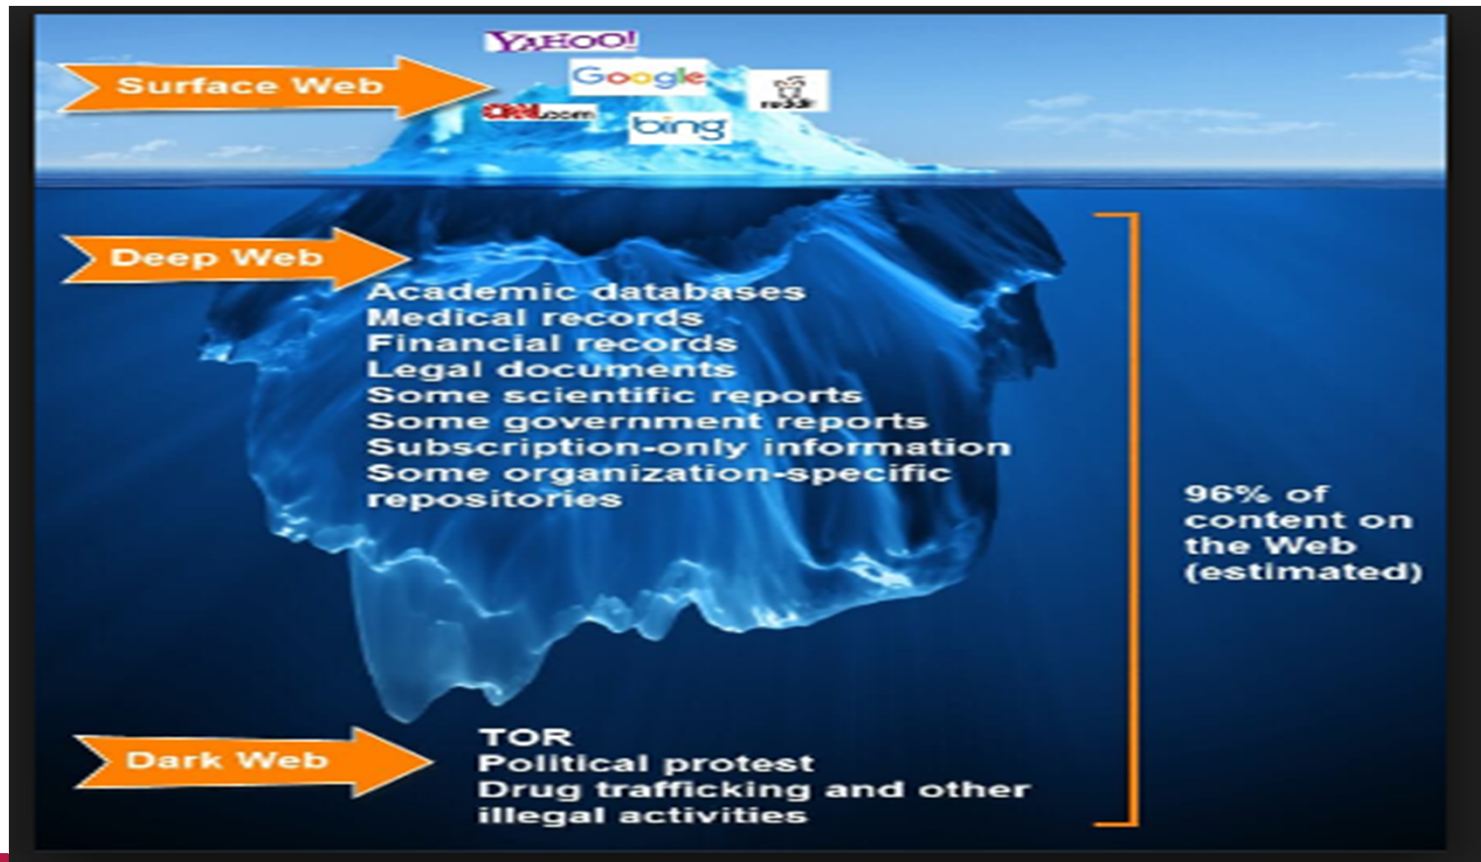 YAHOO!
Surface Web
Google
reddit
CNN.com
bing
Deep Web
Academic databases
Medical records
Financial records
Legal documents
Some scientific reports
Some government reports
Subscription-only information
Some organization-specific
repositories
96% of
content on
the Web
(estimated)
Dark Web
TOR
Political protest
Drug trafficking and other
illegal activities